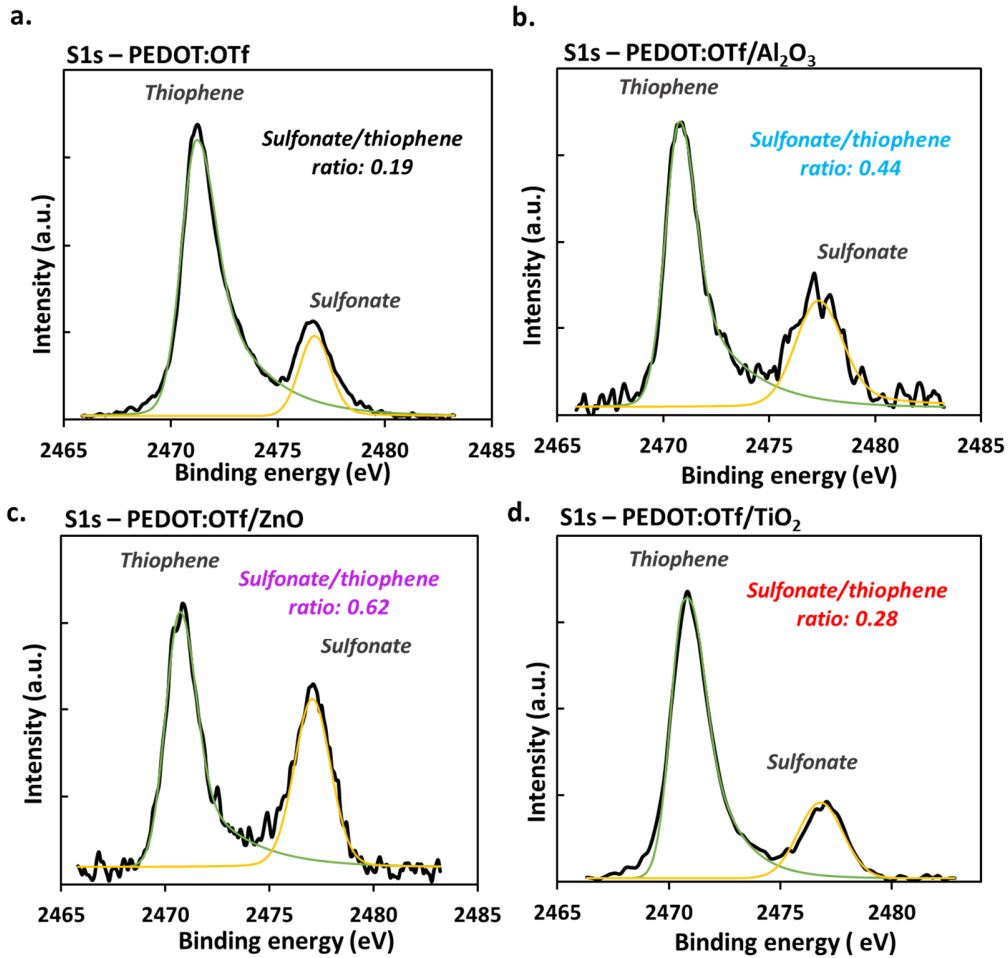 a.
S1s – PEDOT:OTf
Thiophene
Sulfonate/thiophene
ratio: 0.19
Sulfonate
Intensity (a.u.)
2465 2470 2475 2480 2485
Binding energy (eV)
b.
S1s – PEDOT:OTf/Al₂O₃
Thiophene
Sulfonate/thiophene
ratio: 0.44
Sulfonate
Intensity (a.u.)
2465 2470 2475 2480 2485
Binding energy (eV)
c.
S1s – PEDOT:OTf/ZnO
Thiophene
Sulfonate/thiophene
ratio: 0.62
Sulfonate
Intensity (a.u.)
2465 2470 2475 2480 2485
Binding energy (eV)
d.
S1s – PEDOT:OTf/TiO₂
Thiophene
Sulfonate/thiophene
ratio: 0.28
Sulfonate
Intensity (a.u.)
2465 2470 2475 2480
Binding energy ( eV)